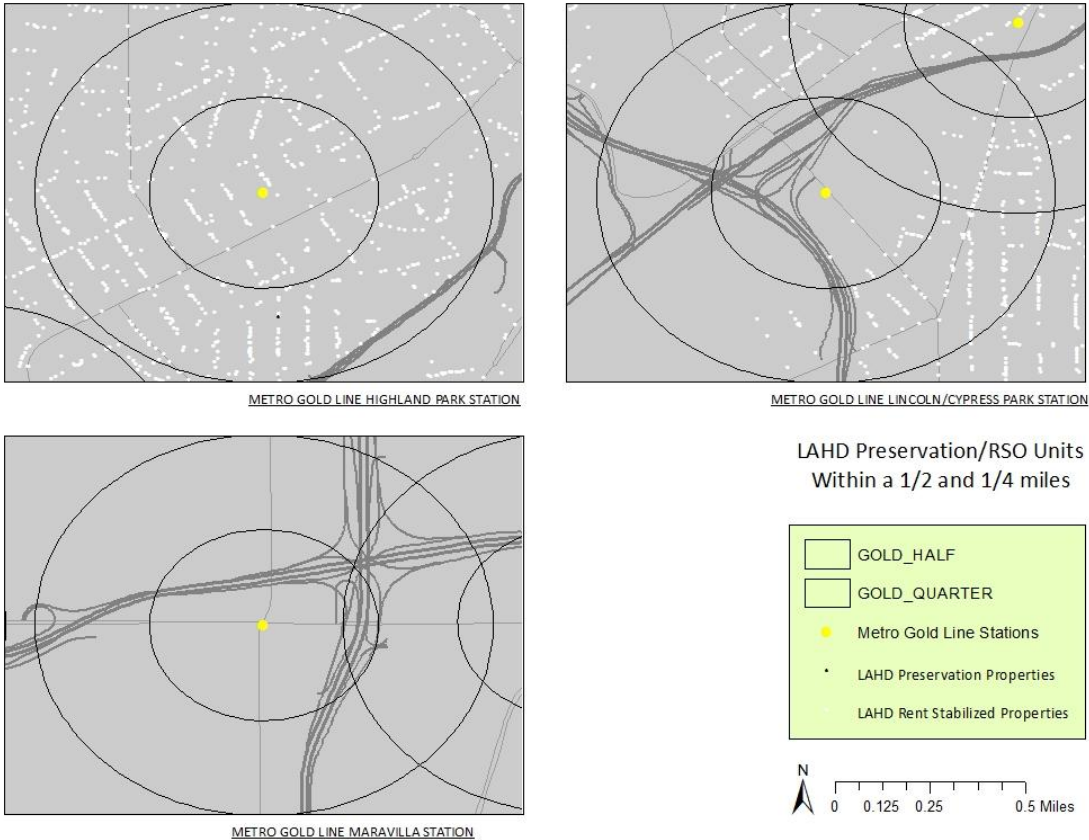 METRO GOLD LINE HIGHLAND PARK STATION
METRO GOLD LINE LINCOLN/CYPRESS PARK STATION
METRO GOLD LINE MARAVILLA STATION
LAHD Preservation/RSO Units
Within a 1/2 and 1/4 miles
GOLD_HALF
GOLD_QUARTER
Metro Gold Line Stations
LAHD Preservation Properties
LAHD Rent Stabilized Properties
N
0 0.125 0.25 0.5 Miles